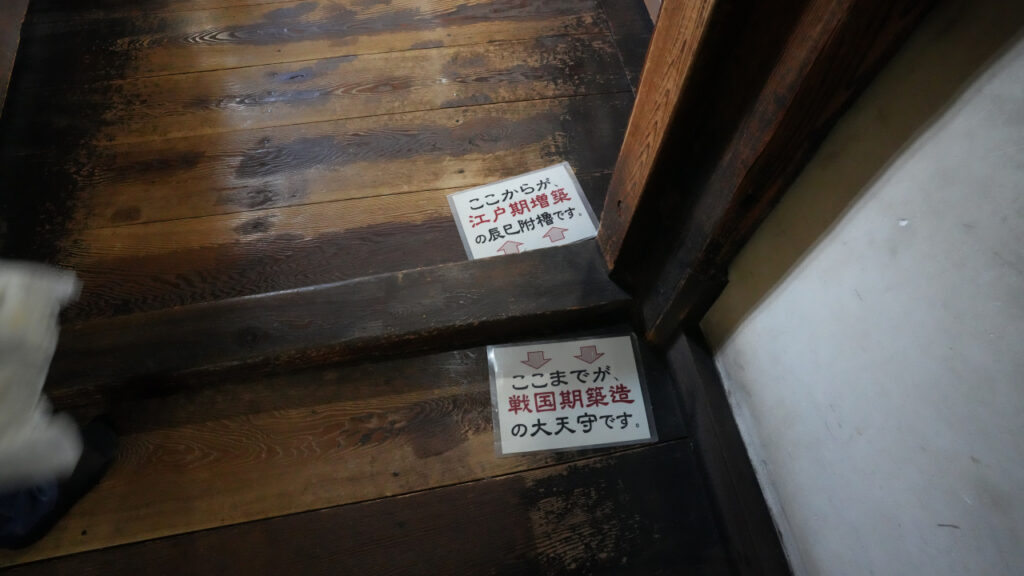 ここからが、
江戸期増築
の辰巳附櫓です。
ここまでが、
戦国期築造
の大天守です。